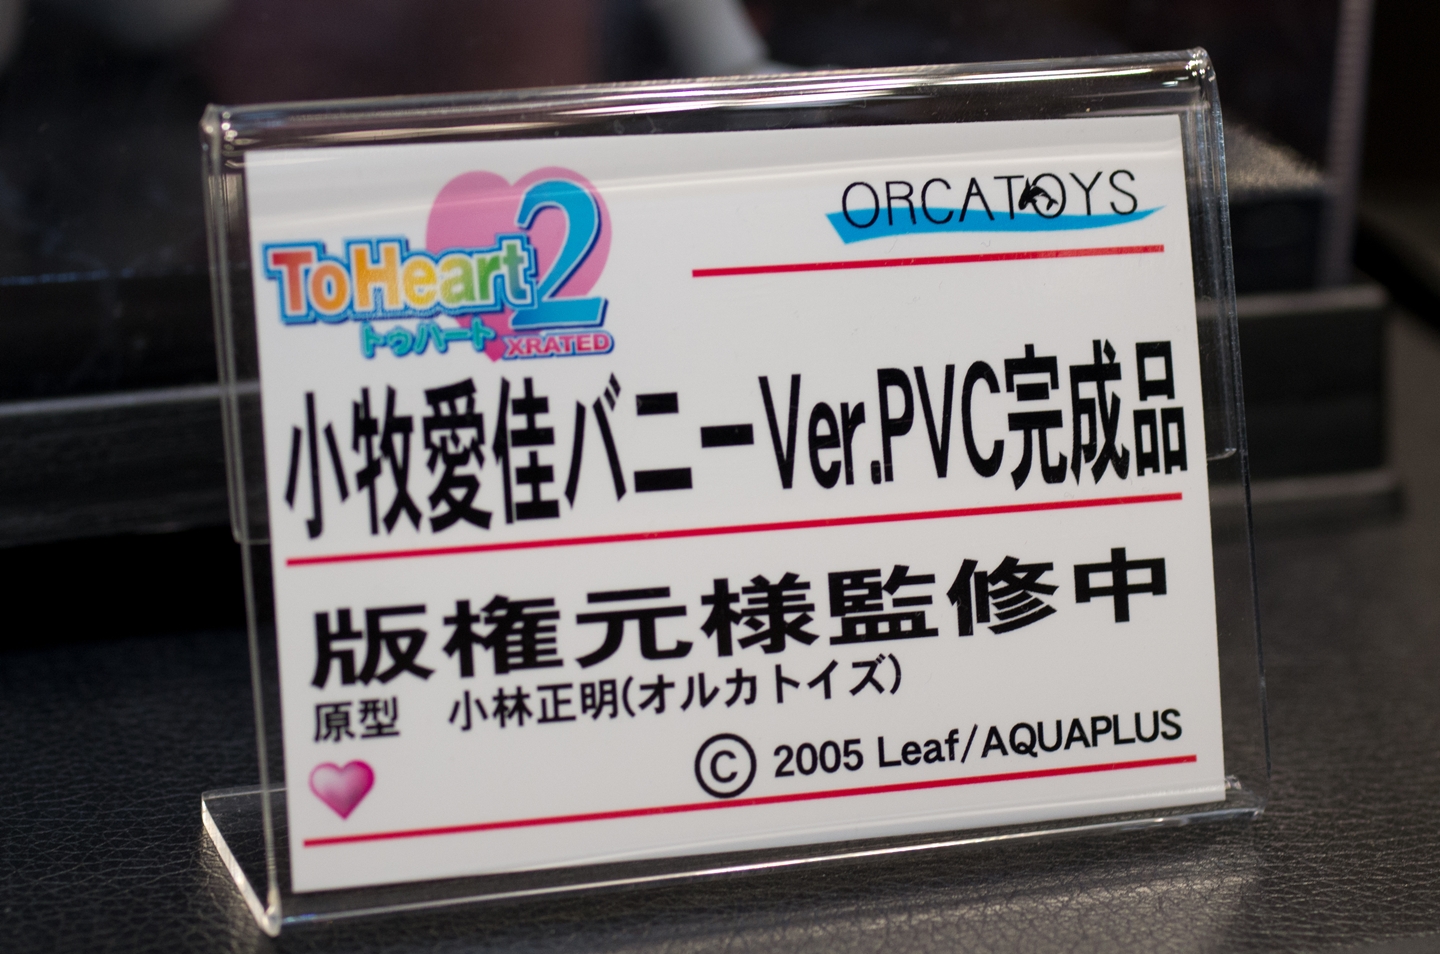 ToHeart2
トゥハート XRATED
ORCATOYS
小牧愛佳バニーVer.PVC完成品
版権元様監修中
原型 小林正明(オルカトイズ)
© 2005 Leaf/AQUAPLUS